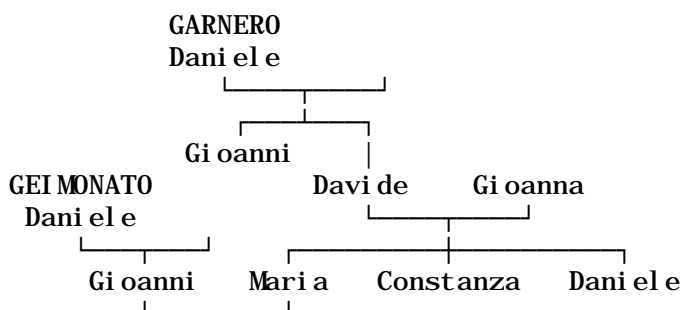 GARNERO
Daniele
Gioanni
GEIMONATO
Davide Gioanna
Daniele
Gioanni Maria Constanza Daniele